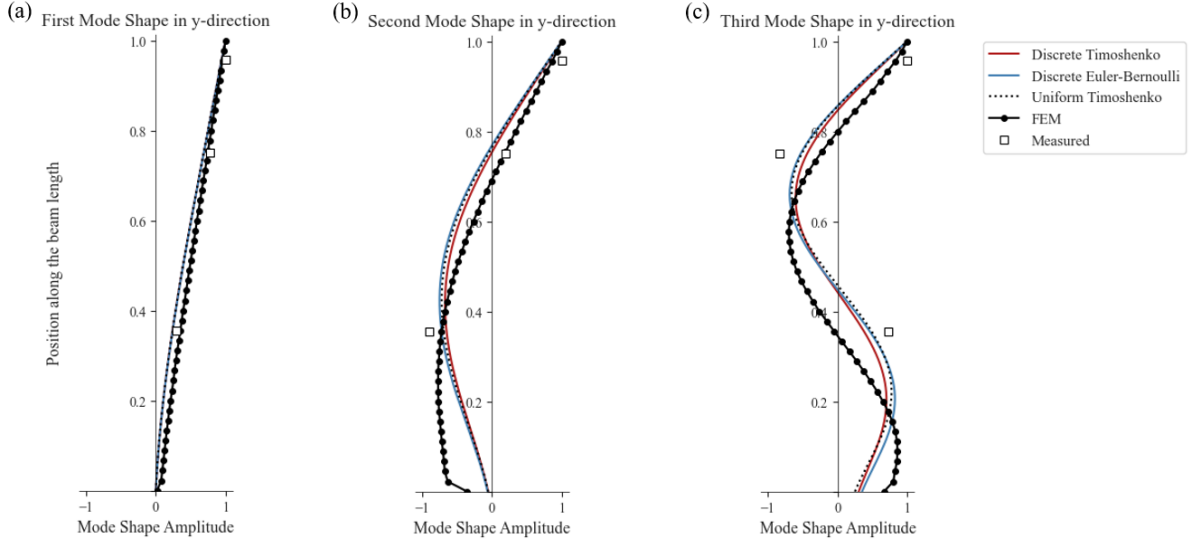 (a) First Mode Shape in y-direction
(b) Second Mode Shape in y-direction
(c) Third Mode Shape in y-direction
Position along the beam length
1.0
0.8
0.6
0.4
0.2
−1 0 1
Mode Shape Amplitude
1.0
0.8
0.6
0.4
0.2
−1 0 1
Mode Shape Amplitude
1.0
0.8
0.6
0.4
0.2
−1 0 1
Mode Shape Amplitude
Discrete Timoshenko
Discrete Euler-Bernoulli
Uniform Timoshenko
FEM
Measured